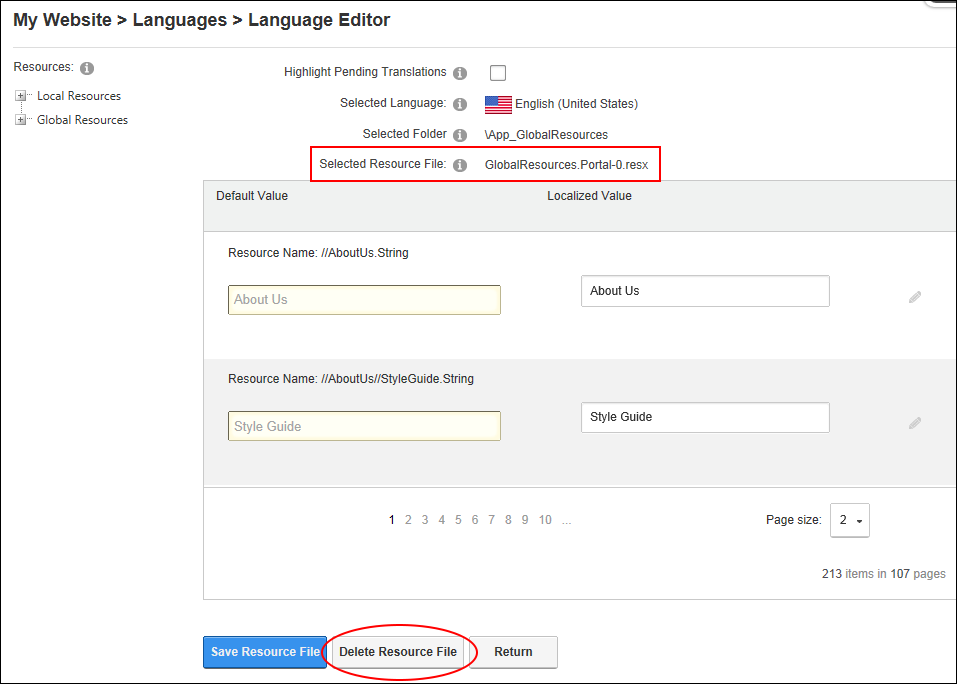 My Website > Languages > Language Editor
Resources:
Local Resources
Global Resources
Highlight Pending Translations
Selected Language: English (United States)
Selected Folder \App_GlobalResources
Selected Resource File: GlobalResources.Portal-0.resx
Default Value Localized Value
Resource Name: //AboutUs.String
About Us About Us
Resource Name: //AboutUs//StyleGuide.String
Style Guide Style Guide
1 2 3 4 5 6 7 8 9 10 ... Page size: 2
213 items in 107 pages
Save Resource File Delete Resource File Return